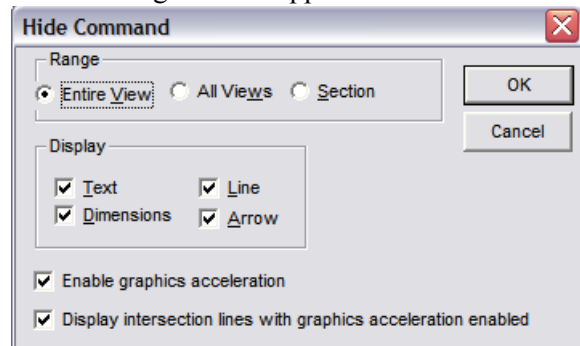 Hide Command
Range
Entire View All Views Section
OK
Cancel
Display
Text Line
Dimensions Arrow
Enable graphics acceleration
Display intersection lines with graphics acceleration enabled